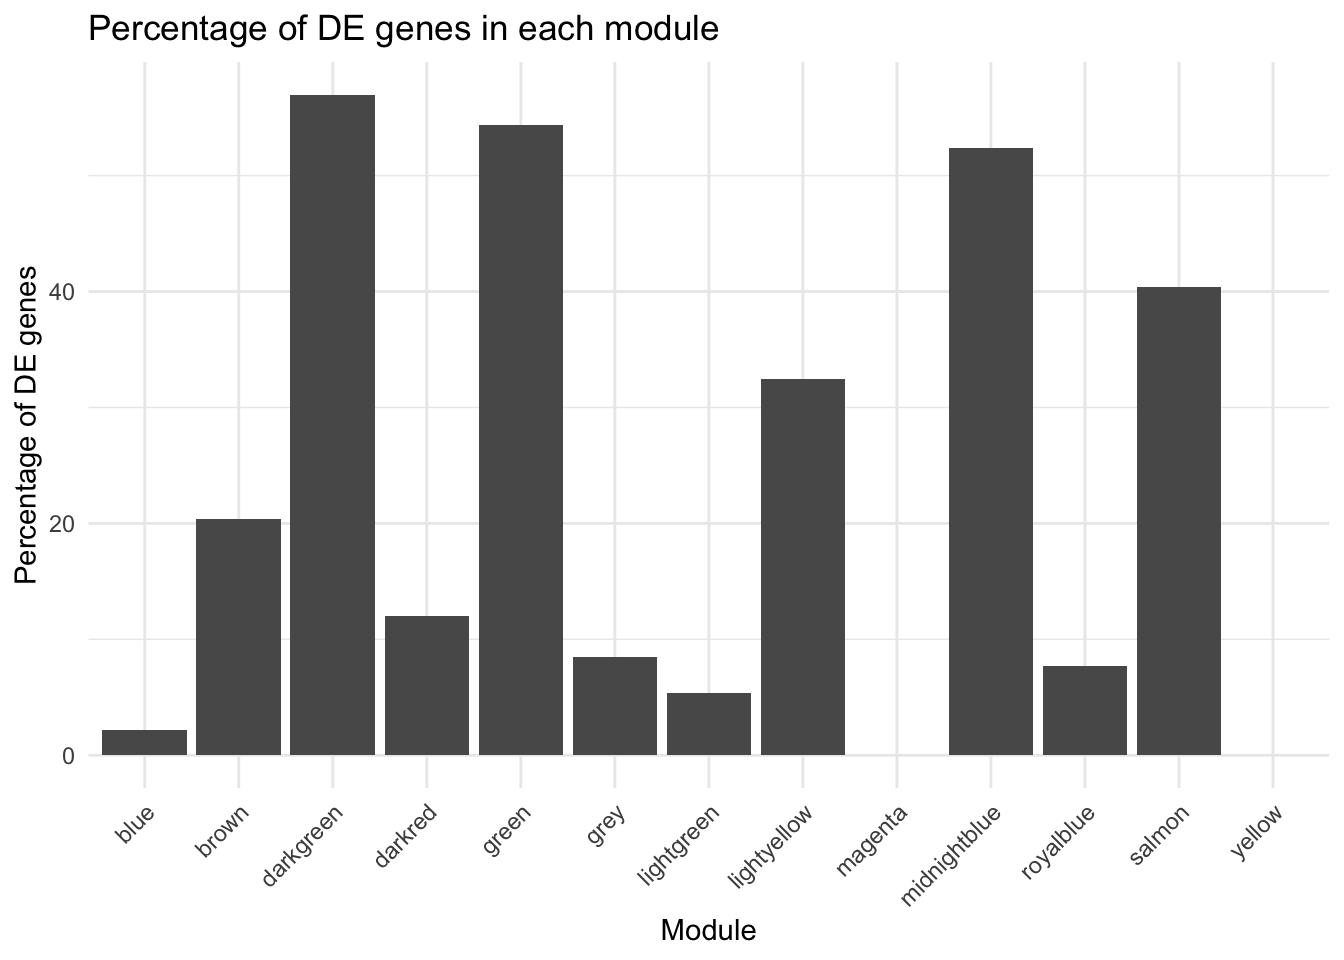 Percentage of DE genes in each module
Percentage of DE genes
40
20
0
blue
brown
darkgreen
darkred
green
grey
lightgreen
lightyellow
magenta
midnightblue
royalblue
salmon
yellow
Module